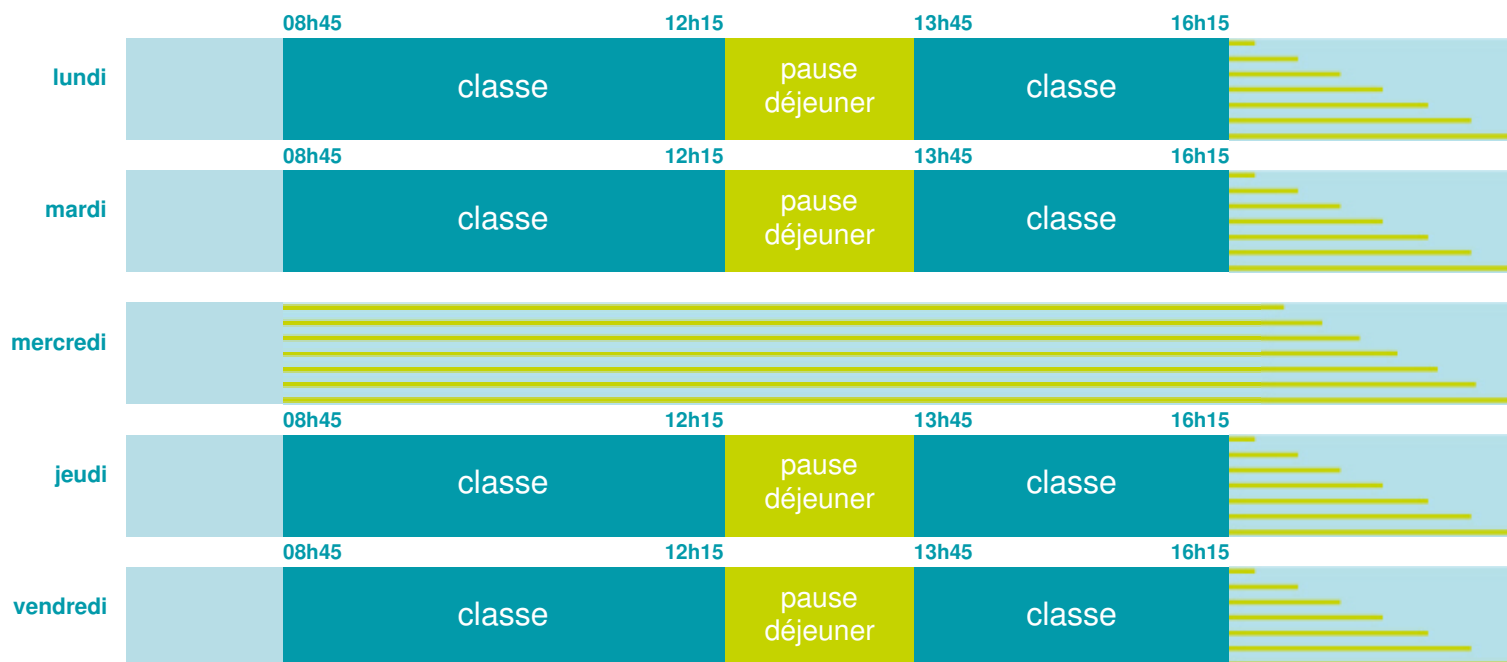 08h45 12h15 13h45 16h15
lundi
classe
pause
déjeuner
classe
08h45 12h15 13h45 16h15
mardi
classe
pause
déjeuner
classe
mercredi
08h45 12h15 13h45 16h15
jeudi
classe
pause
déjeuner
classe
08h45 12h15 13h45 16h15
vendredi
classe
pause
déjeuner
classe